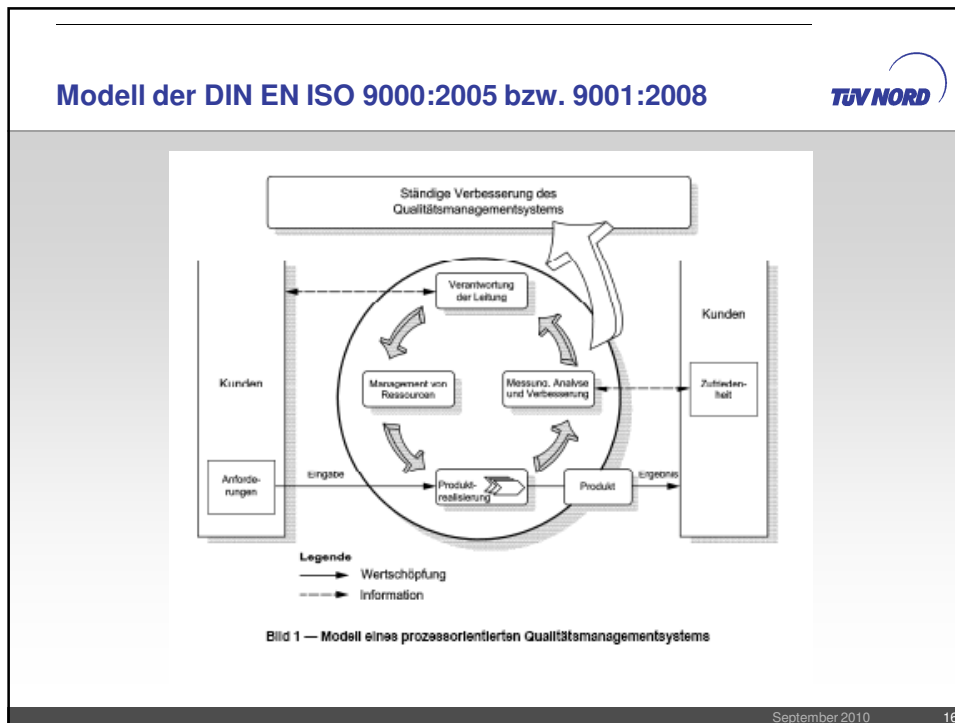 Modell der DIN EN ISO 9000:2005 bzw. 9001:2008
TÜV NORD
Ständige Verbesserung des
Qualitätsmanagementsystems
Verantwortung
der Leitung
Kunden
Kunden
Management von
Ressourcen
Messung, Analyse
und Verbesserung
Zufrieden-
heit
Anforde-
rungen
Eingabe
Produkt-
realisierung
Produkt
Ergebnis
Legende
Wertschöpfung
Information
Bild 1 — Modell eines prozessorientierten Qualitätsmanagementsystems
September 2010
16